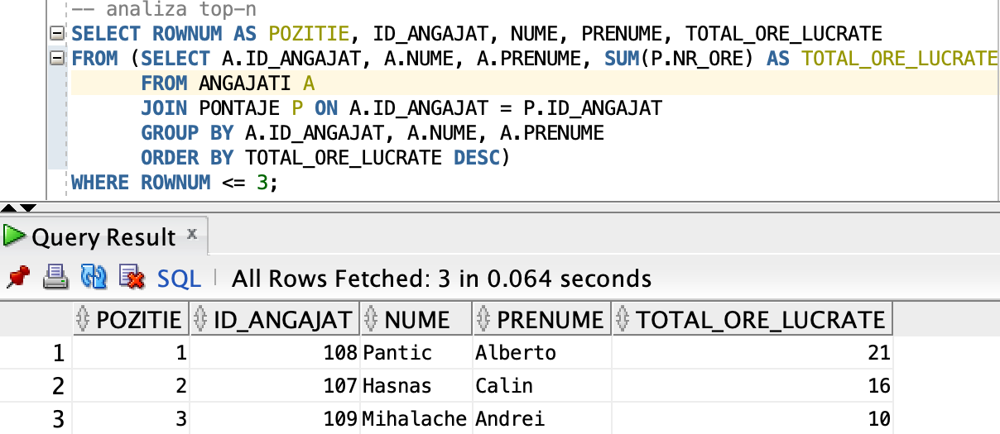 -- analiza top-n
SELECT ROWNUM AS POZITIE, ID_ANGAJAT, NUME, PRENUME, TOTAL_ORE_LUCRATE
FROM (SELECT A.ID_ANGAJAT, A.NUME, A.PRENUME, SUM(P.NR_ORE) AS TOTAL_ORE_LUCRATE
FROM ANGAJATI A
JOIN PONTAJE P ON A.ID_ANGAJAT = P.ID_ANGAJAT
GROUP BY A.ID_ANGAJAT, A.NUME, A.PRENUME
ORDER BY TOTAL_ORE_LUCRATE DESC)
WHERE ROWNUM <= 3;
Query Result x
SQL | All Rows Fetched: 3 in 0.064 seconds
POZITIE ID_ANGAJAT NUME PRENUME TOTAL_ORE_LUCRATE
1 1 108 Pantic Alberto 21
2 2 107 Hasnas Calin 16
3 3 109 Mihalache Andrei 10